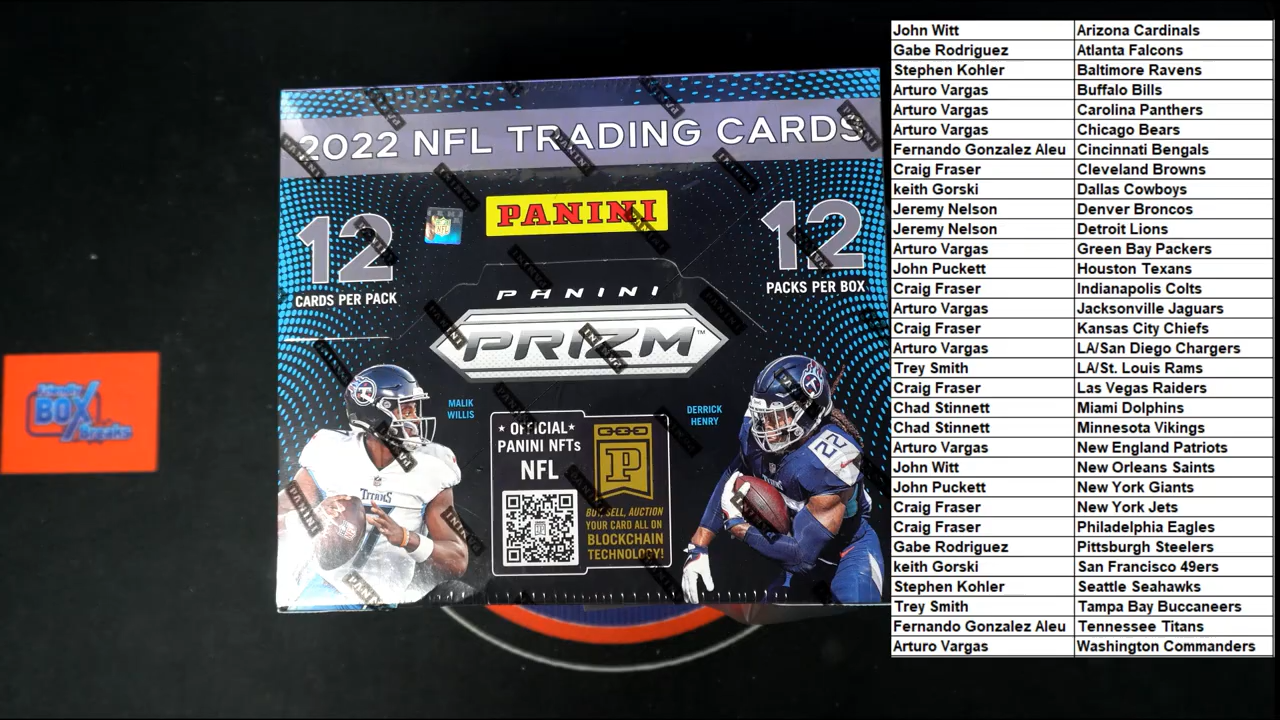 2022 NFL TRADING CARDS
PANINI
NFL
12
CARDS PER PACK
12
PACKS PER BOX
PANINI
PRIZM™
MALIK
WILLIS
DERRICK
HENRY
TITANS
22
★ OFFICIAL★
PANINI NFTs
NFL
P
BUY, SELL, AUCTION
YOUR CARD ALL ON
BLOCKCHAIN
TECHNOLOGY!
BOX
Breaks
John Witt Arizona Cardinals
Gabe Rodriguez Atlanta Falcons
Stephen Kohler Baltimore Ravens
Arturo Vargas Buffalo Bills
Arturo Vargas Carolina Panthers
Arturo Vargas Chicago Bears
Fernando Gonzalez Aleu Cincinnati Bengals
Craig Fraser Cleveland Browns
keith Gorski Dallas Cowboys
Jeremy Nelson Denver Broncos
Jeremy Nelson Detroit Lions
Arturo Vargas Green Bay Packers
John Puckett Houston Texans
Craig Fraser Indianapolis Colts
Arturo Vargas Jacksonville Jaguars
Craig Fraser Kansas City Chiefs
Arturo Vargas LA/San Diego Chargers
Trey Smith LA/St. Louis Rams
Craig Fraser Las Vegas Raiders
Chad Stinnett Miami Dolphins
Chad Stinnett Minnesota Vikings
Arturo Vargas New England Patriots
John Witt New Orleans Saints
John Puckett New York Giants
Craig Fraser New York Jets
Craig Fraser Philadelphia Eagles
Gabe Rodriguez Pittsburgh Steelers
keith Gorski San Francisco 49ers
Stephen Kohler Seattle Seahawks
Trey Smith Tampa Bay Buccaneers
Fernando Gonzalez Aleu Tennessee Titans
Arturo Vargas Washington Commanders